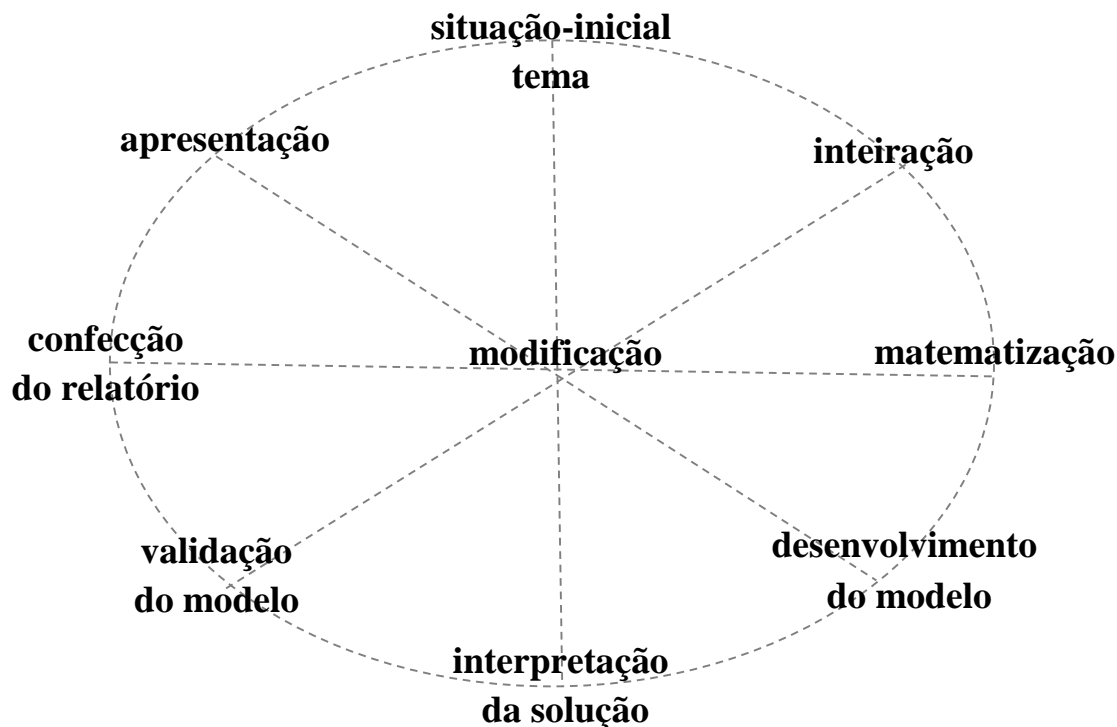 situação-inicial
tema
apresentação
inteiração
confecção
do relatório
modificação
matematização
validação
do modelo
desenvolvimento
do modelo
interpretação
da solução